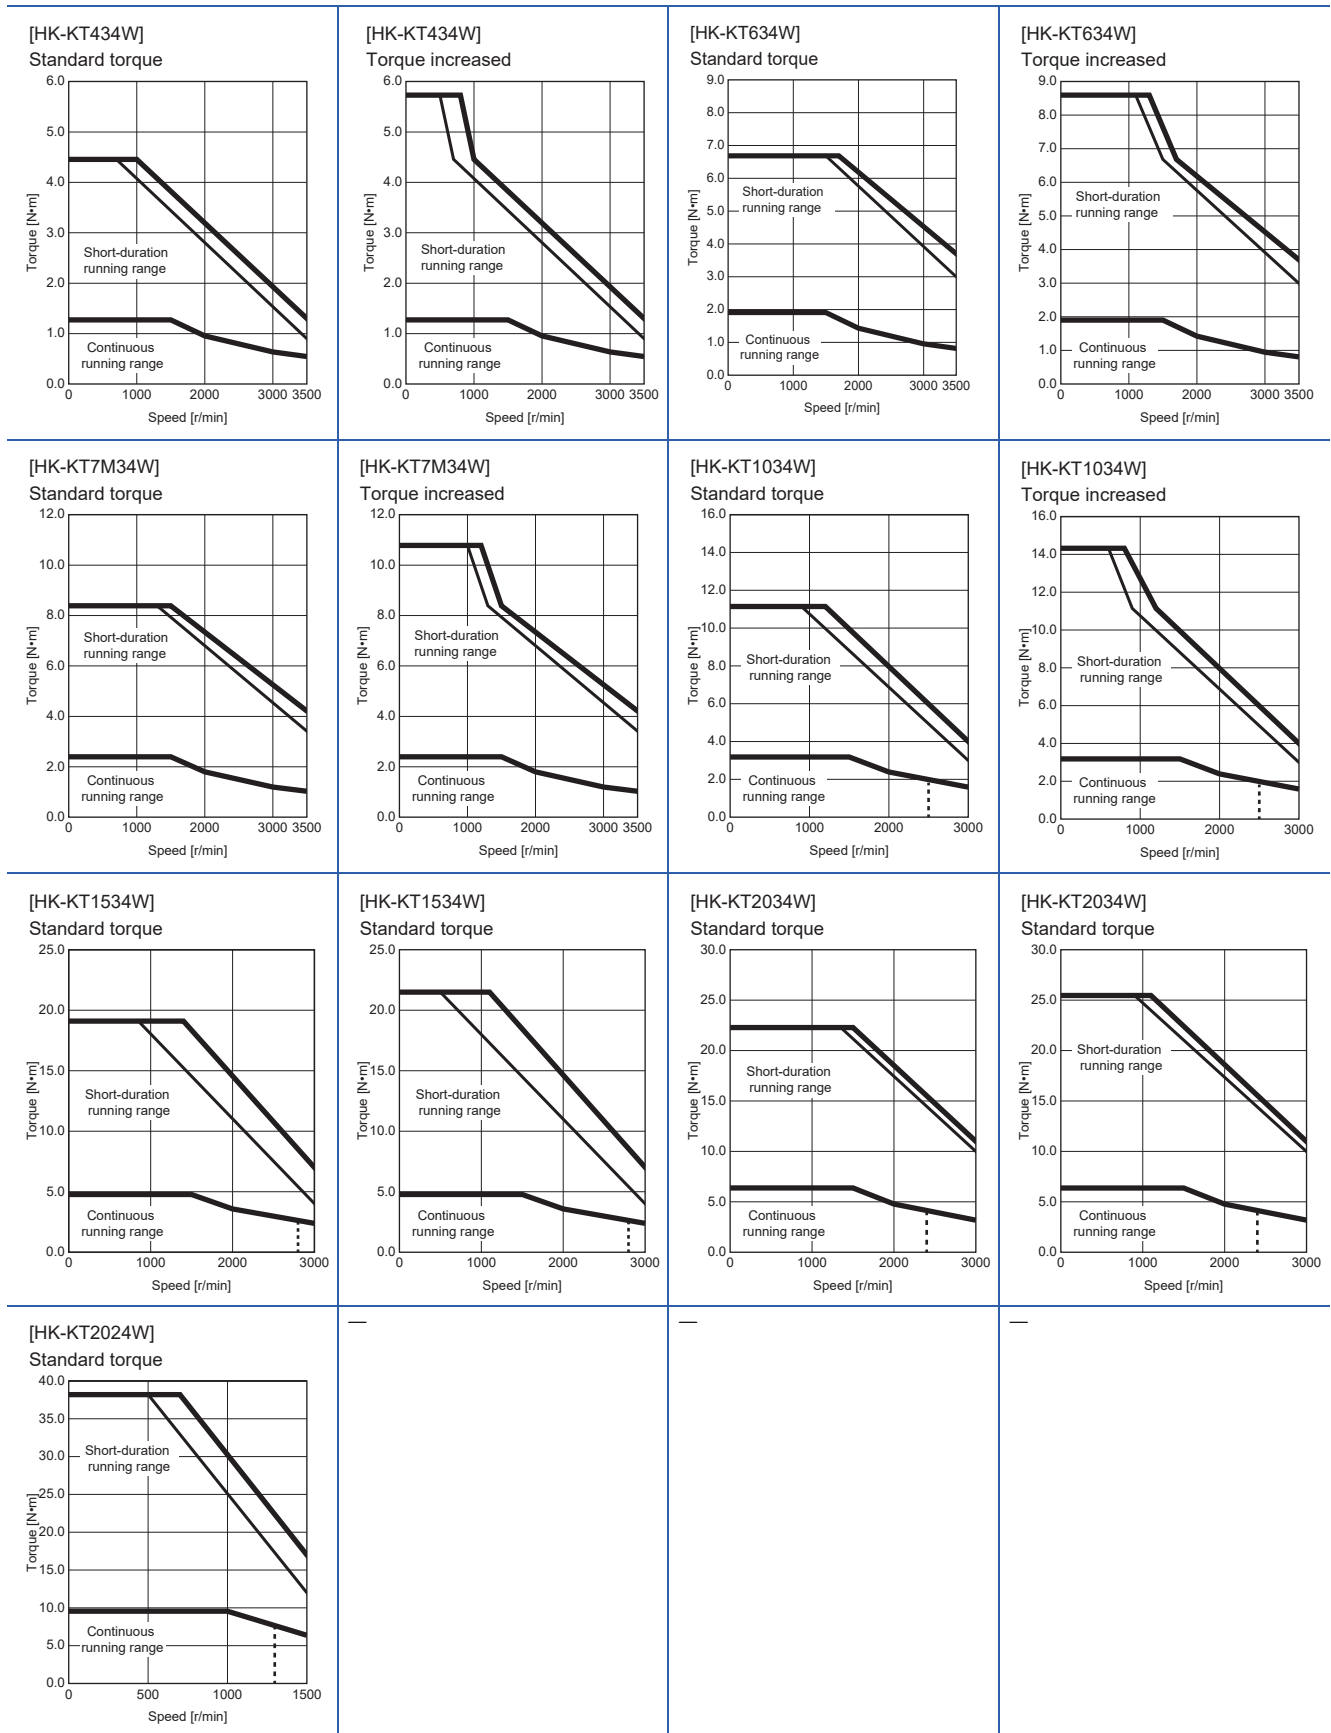 [HK-KT434W]
Standard torque
6.0
5.0
4.0
3.0
2.0
1.0
0.0
Torque [N•m]
Short-duration
running range
Continuous
running range
0 1000 2000 3000 3500
Speed [r/min]
[HK-KT434W]
Torque increased
6.0
5.0
4.0
3.0
2.0
1.0
0.0
Torque [N•m]
Short-duration
running range
Continuous
running range
0 1000 2000 3000 3500
Speed [r/min]
[HK-KT634W]
Standard torque
9.0
8.0
7.0
6.0
5.0
4.0
3.0
2.0
1.0
0.0
Torque [N•m]
Short-duration
running range
Continuous
running range
0 1000 2000 3000 3500
Speed [r/min]
[HK-KT634W]
Torque increased
9.0
8.0
7.0
6.0
5.0
4.0
3.0
2.0
1.0
0.0
Torque [N•m]
Short-duration
running range
Continuous
running range
0 1000 2000 3000 3500
Speed [r/min]
[HK-KT7M34W]
Standard torque
12.0
10.0
8.0
6.0
4.0
2.0
0.0
Torque [N•m]
Short-duration
running range
Continuous
running range
0 1000 2000 3000 3500
Speed [r/min]
[HK-KT7M34W]
Torque increased
12.0
10.0
8.0
6.0
4.0
2.0
0.0
Torque [N•m]
Short-duration
running range
Continuous
running range
0 1000 2000 3000 3500
Speed [r/min]
[HK-KT1034W]
Standard torque
16.0
14.0
12.0
10.0
8.0
6.0
4.0
2.0
0.0
Torque [N•m]
Short-duration
running range
Continuous
running range
0 1000 2000 3000
Speed [r/min]
[HK-KT1034W]
Torque increased
16.0
14.0
12.0
10.0
8.0
6.0
4.0
2.0
0.0
Torque [N•m]
Short-duration
running range
Continuous
running range
0 1000 2000 3000
Speed [r/min]
[HK-KT1534W]
Standard torque
25.0
20.0
15.0
10.0
5.0
0.0
Torque [N•m]
Short-duration
running range
Continuous
running range
0 1000 2000 3000
Speed [r/min]
[HK-KT1534W]
Standard torque
25.0
20.0
15.0
10.0
5.0
0.0
Torque [N•m]
Short-duration
running range
Continuous
running range
0 1000 2000 3000
Speed [r/min]
[HK-KT2034W]
Standard torque
30.0
25.0
20.0
15.0
10.0
5.0
0.0
Torque [N•m]
Short-duration
running range
Continuous
running range
0 1000 2000 3000
Speed [r/min]
[HK-KT2034W]
Standard torque
30.0
25.0
20.0
15.0
10.0
5.0
0.0
Torque [N•m]
Short-duration
running range
Continuous
running range
0 1000 2000 3000
Speed [r/min]
[HK-KT2024W]
Standard torque
40.0
35.0
30.0
25.0
20.0
15.0
10.0
5.0
0.0
Torque [N•m]
Short-duration
running range
Continuous
running range
0 500 1000 1500
Speed [r/min]
—
—
—